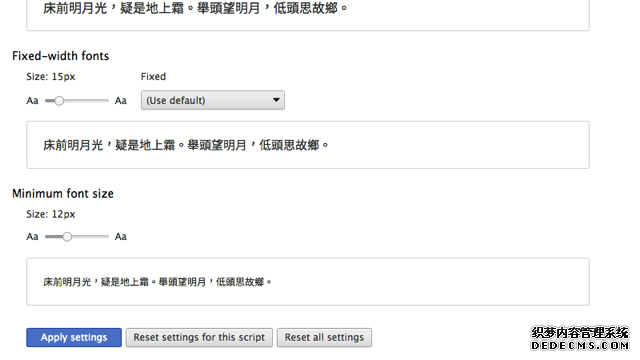 床前明月光，疑是地上霜。舉頭望明月，低頭思故鄉。
Fixed-width fonts
Size: 15px Fixed
Aa Aa (Use default)
床前明月光，疑是地上霜。舉頭望明月，低頭思故鄉。
Minimum font size
Size: 12px
Aa Aa
床前明月光，疑是地上霜。舉頭望明月，低頭思故鄉。
Apply settings Reset settings for this script Reset all settings
织梦内容管理系统
DEDECMS.COM